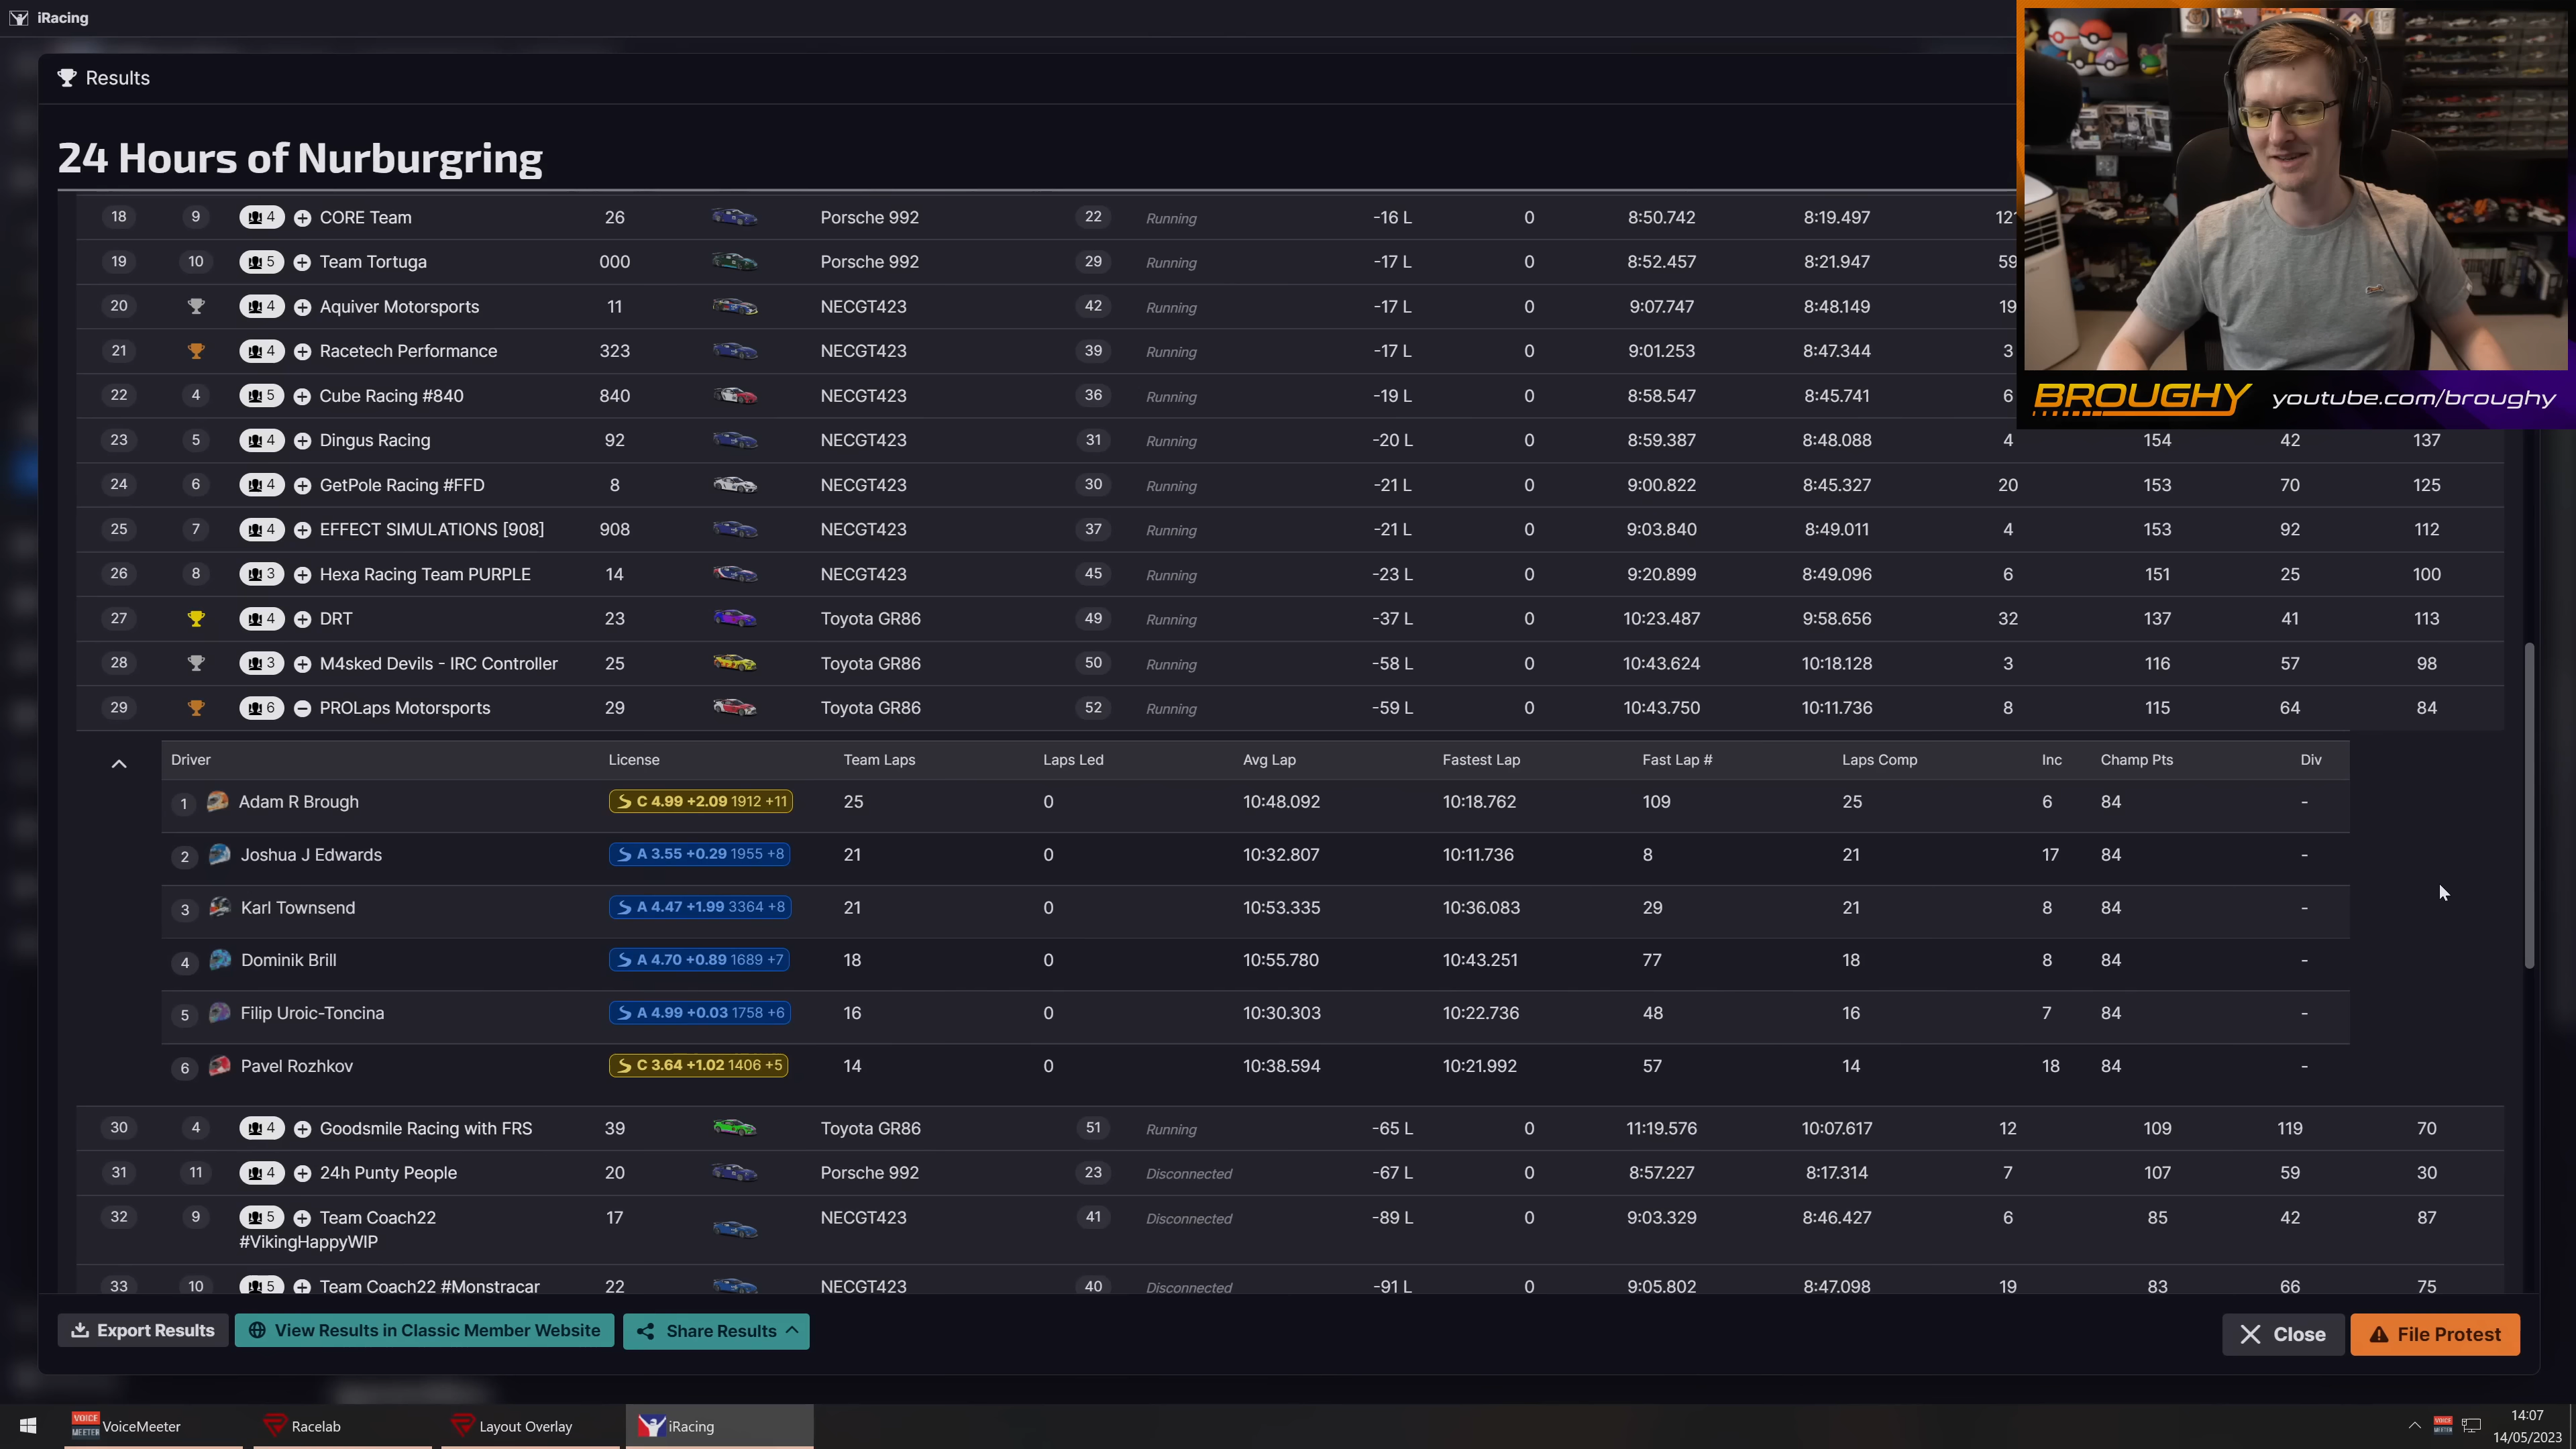 iRacing
Results
24 Hours of Nurburgring
18 9 4 CORE Team 26 Porsche 992 22 Running -16 L 0 8:50.742 8:19.497
19 10 5 Team Tortuga 000 Porsche 992 29 Running -17 L 0 8:52.457 8:21.947 59
20 4 Aquiver Motorsports 11 NECGT423 42 Running -17 L 0 9:07.747 8:48.149 19
21 4 Racetech Performance 323 NECGT423 39 Running -17 L 0 9:01.253 8:47.344 3
22 4 5 Cube Racing #840 840 NECGT423 36 Running -19 L 0 8:58.547 8:45.741 6
BROUGHY youtube.com/broughy
23 5 4 Dingus Racing 92 NECGT423 31 Running -20 L 0 8:59.387 8:48.088 4 154 42 137
24 6 4 GetPole Racing #FFD 8 NECGT423 30 Running -21 L 0 9:00.822 8:45.327 20 153 70 125
25 7 4 EFFECT SIMULATIONS [908] 908 NECGT423 37 Running -21 L 0 9:03.840 8:49.011 4 153 92 112
26 8 3 Hexa Racing Team PURPLE 14 NECGT423 45 Running -23 L 0 9:20.899 8:49.096 6 151 25 100
27 4 DRT 23 Toyota GR86 49 Running -37 L 0 10:23.487 9:58.656 32 137 41 113
28 3 M4sked Devils - IRC Controller 25 Toyota GR86 50 Running -58 L 0 10:43.624 10:18.128 3 116 57 98
29 6 PROLaps Motorsports 29 Toyota GR86 52 Running -59 L 0 10:43.750 10:11.736 8 115 64 84
Driver License Team Laps Laps Led Avg Lap Fastest Lap Fast Lap # Laps Comp Inc Champ Pts Div
1 Adam R Brough C 4.99 +2.09 1912 +11 25 0 10:48.092 10:18.762 109 25 6 84 -
2 Joshua J Edwards A 3.55 +0.29 1955 +8 21 0 10:32.807 10:11.736 8 21 17 84 -
3 Karl Townsend A 4.47 +1.99 3364 +8 21 0 10:53.335 10:36.083 29 21 8 84 -
4 Dominik Brill A 4.70 +0.89 1689 +7 18 0 10:55.780 10:43.251 77 18 8 84 -
5 Filip Uroic-Toncina A 4.99 +0.03 1758 +6 16 0 10:30.303 10:22.736 48 16 7 84 -
6 Pavel Rozhkov C 3.64 +1.02 1406 +5 14 0 10:38.594 10:21.992 57 14 18 84 -
30 4 4 Goodsmile Racing with FRS 39 Toyota GR86 51 Running -65 L 0 11:19.576 10:07.617 12 109 119 70
31 11 4 24h Punty People 20 Porsche 992 23 Disconnected -67 L 0 8:57.227 8:17.314 7 107 59 30
32 9 5 Team Coach22 17 NECGT423 41 Disconnected -89 L 0 9:03.329 8:46.427 6 85 42 87
#VikingHappyWIP
33 10 5 Team Coach22 #Monstracar 22 NECGT423 40 Disconnected -91 L 0 9:05.802 8:47.098 19 83 66 75
Export Results View Results in Classic Member Website Share Results Close File Protest
VOICE MEETER VoiceMeeter Racelab Layout Overlay iRacing
14:07
14/05/2023